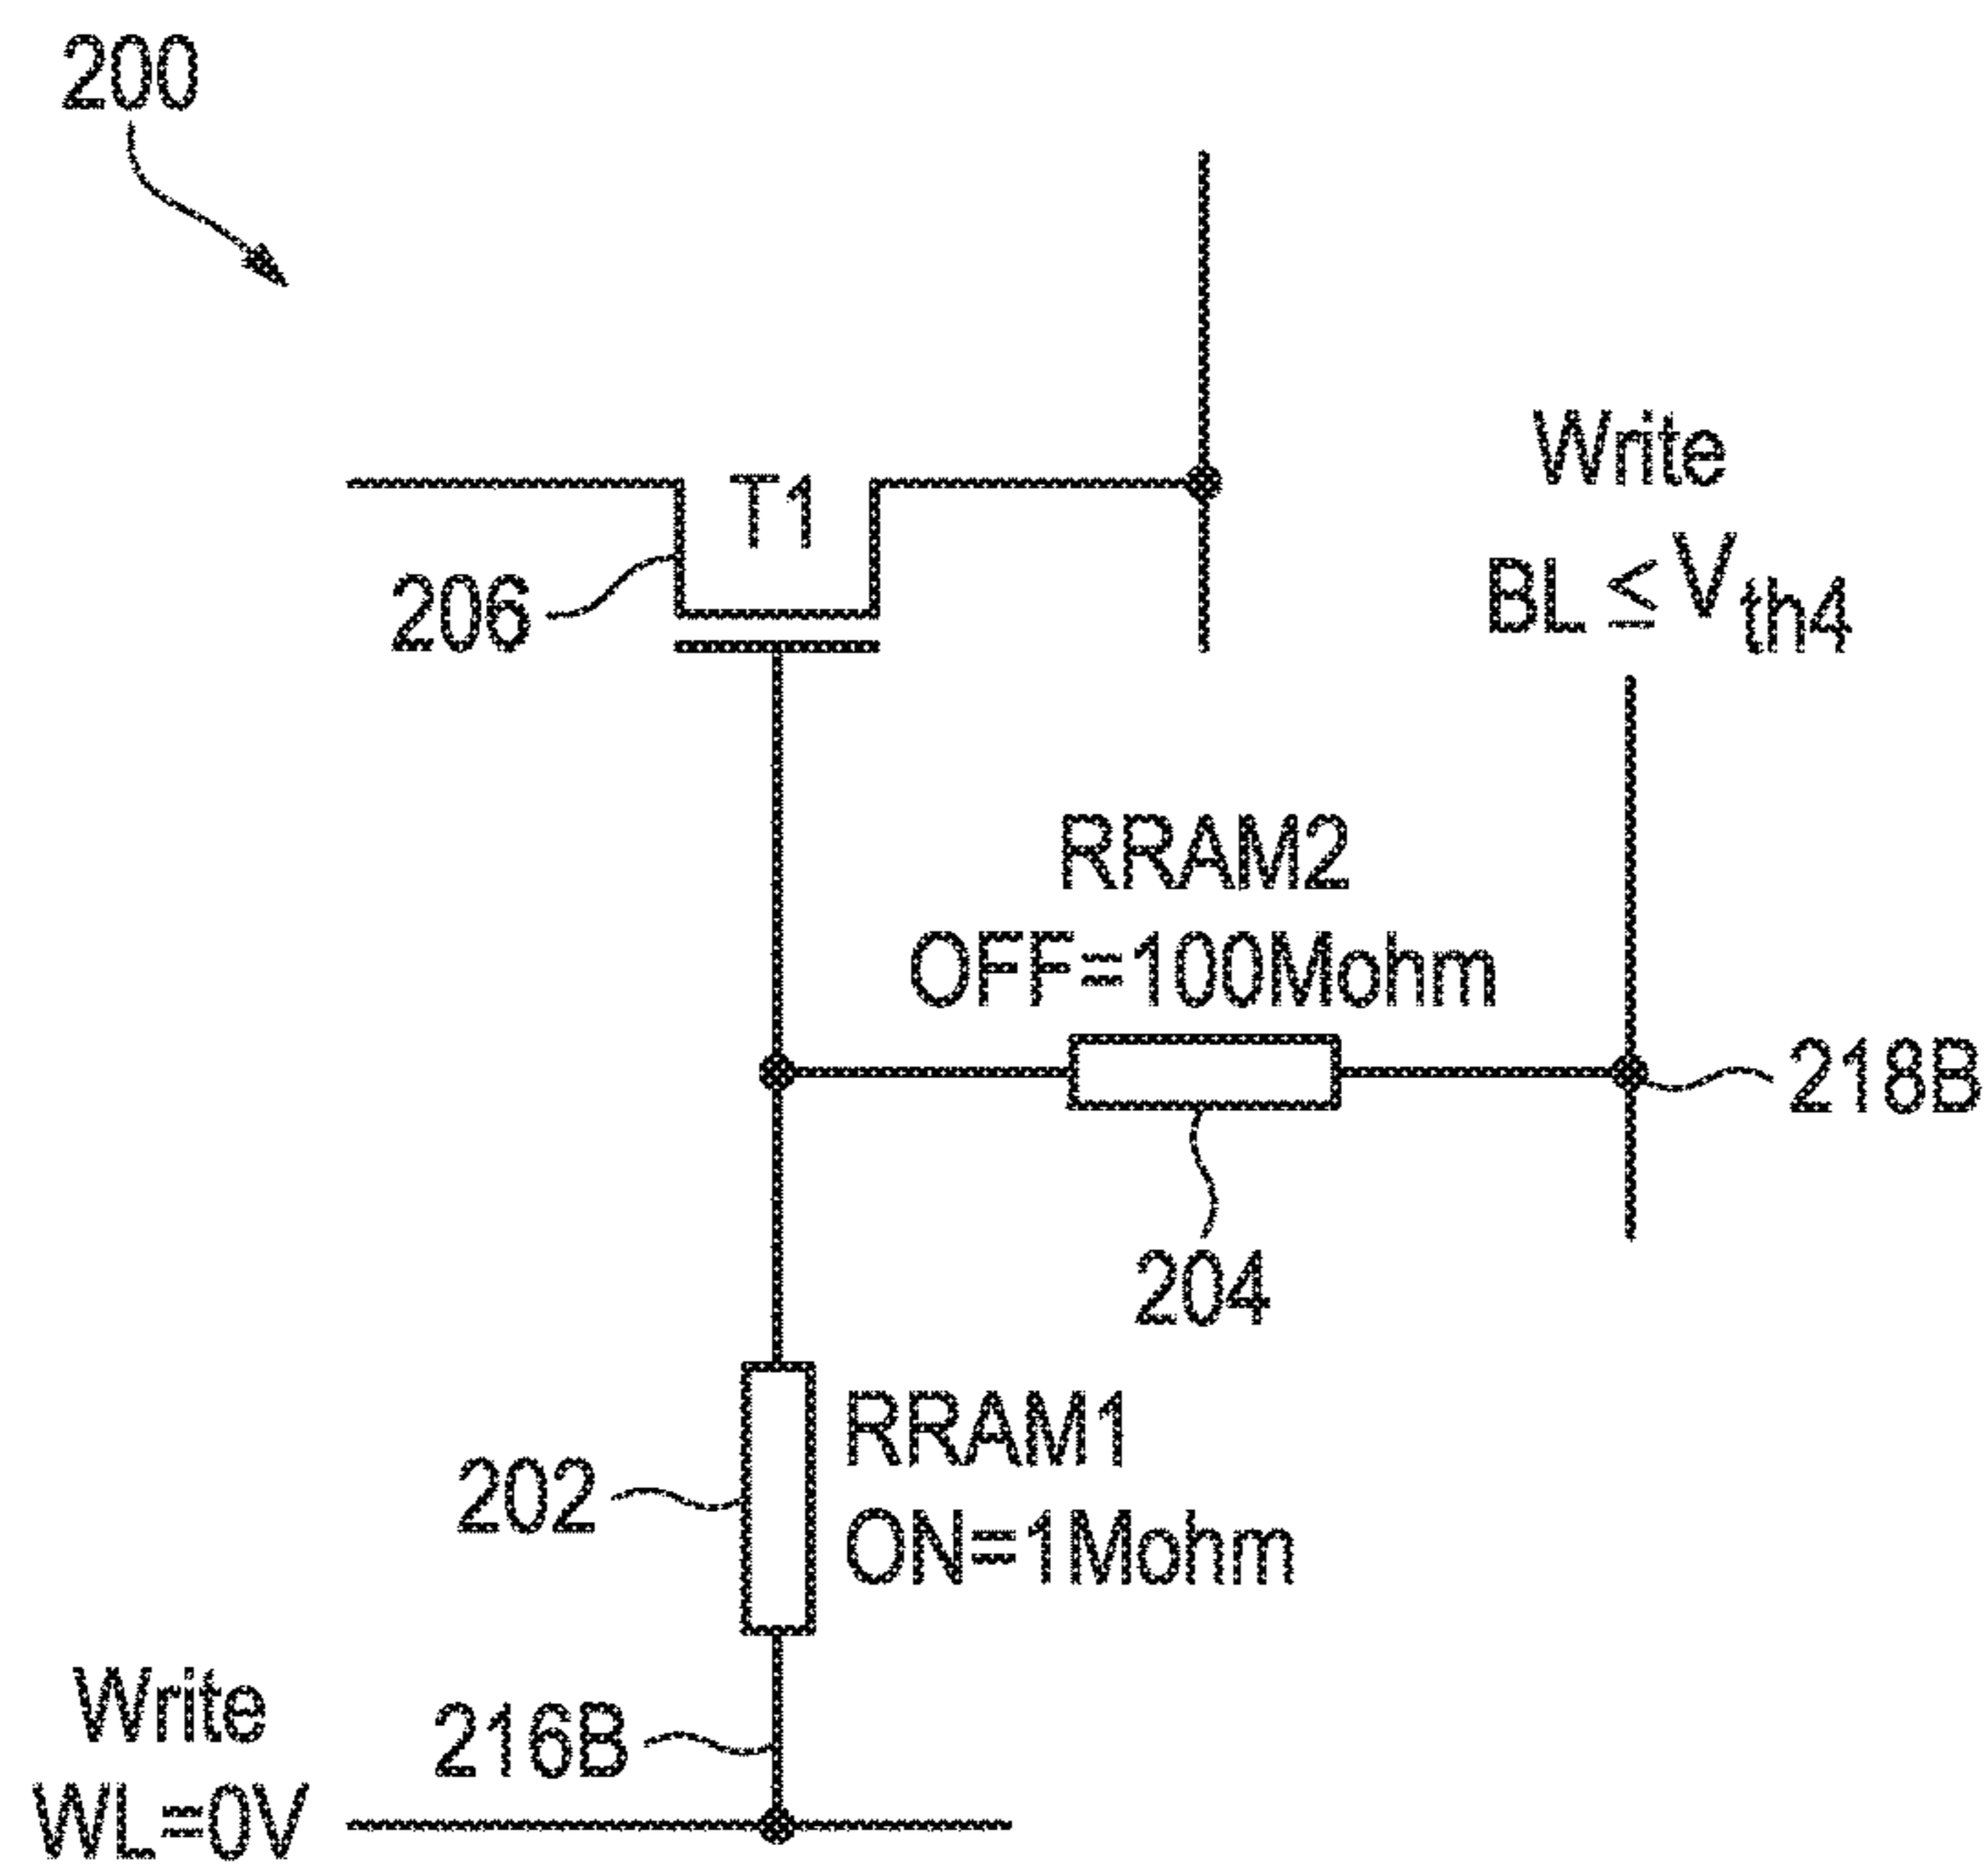 200
T1
206
Write
BL ≤ Vth4
RRAM2
OFF=100Mohm
218B
204
RRAM1
ON=1Mohm
202
216B
Write
WL=0V